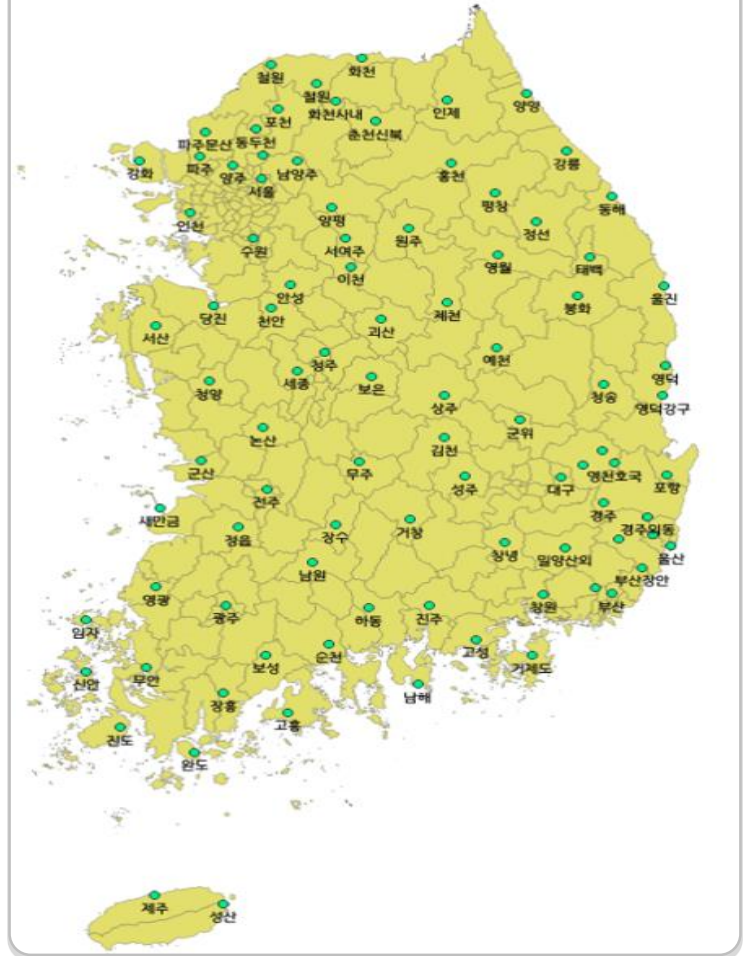 화천
철원
철원
양양
인제
화천사내
포천
춘천신북
동두천
파주문산
강릉
파주
강화
양주
남양주
홍천
서울
평창
동해
양평
인천
정선
원주
수원
서여주
영월
태백
이천
울진
안성
봉화
제천
당진
천안
괴산
서산
예천
청주
영덕
세종
보은
청양
청송
상주
영덕강구
군위
논산
김천
군산
무주
영천호국
성주
대구
포항
전주
경주
새만금
경주외동
장수
거창
정읍
울산
창녕
밀양산외
남원
부산장안
영광
창원
부산
광주
하동
진주
임자
고성
순천
보성
거제도
무안
신안
남해
장흥
고흥
진도
완도
제주
성산